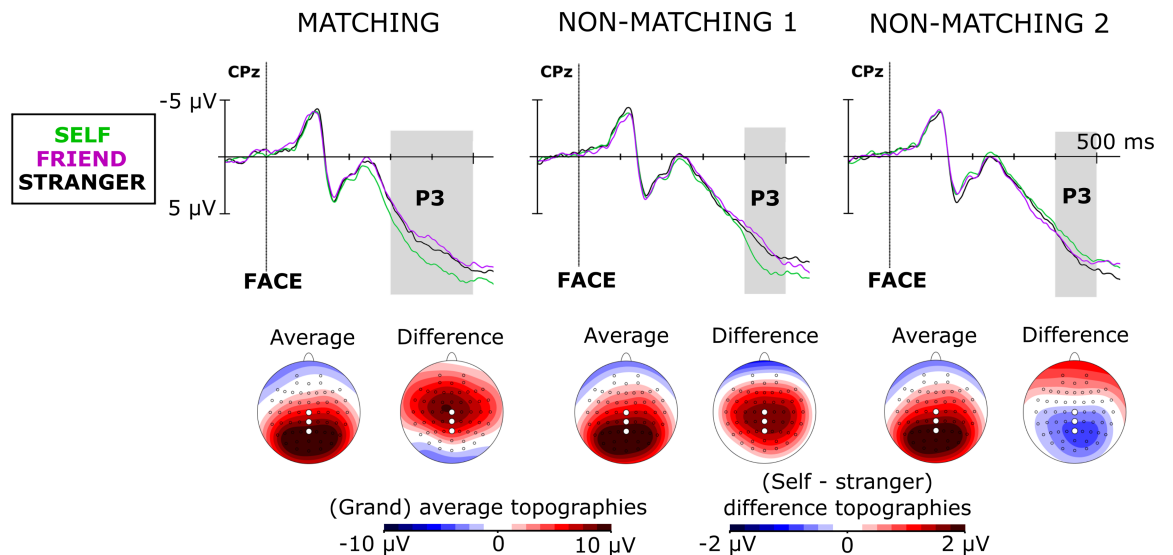 MATCHING
NON-MATCHING 1
NON-MATCHING 2
CPz
CPz
CPz
-5 µV
500 ms
SELF
FRIEND
STRANGER
5 µV
P3
P3
P3
FACE
FACE
FACE
Average
Difference
Average
Difference
Average
Difference
(Grand) average topographies
-10 µV
0
10 µV
(Self - stranger)
difference topographies
-2 µV
0
2 µV